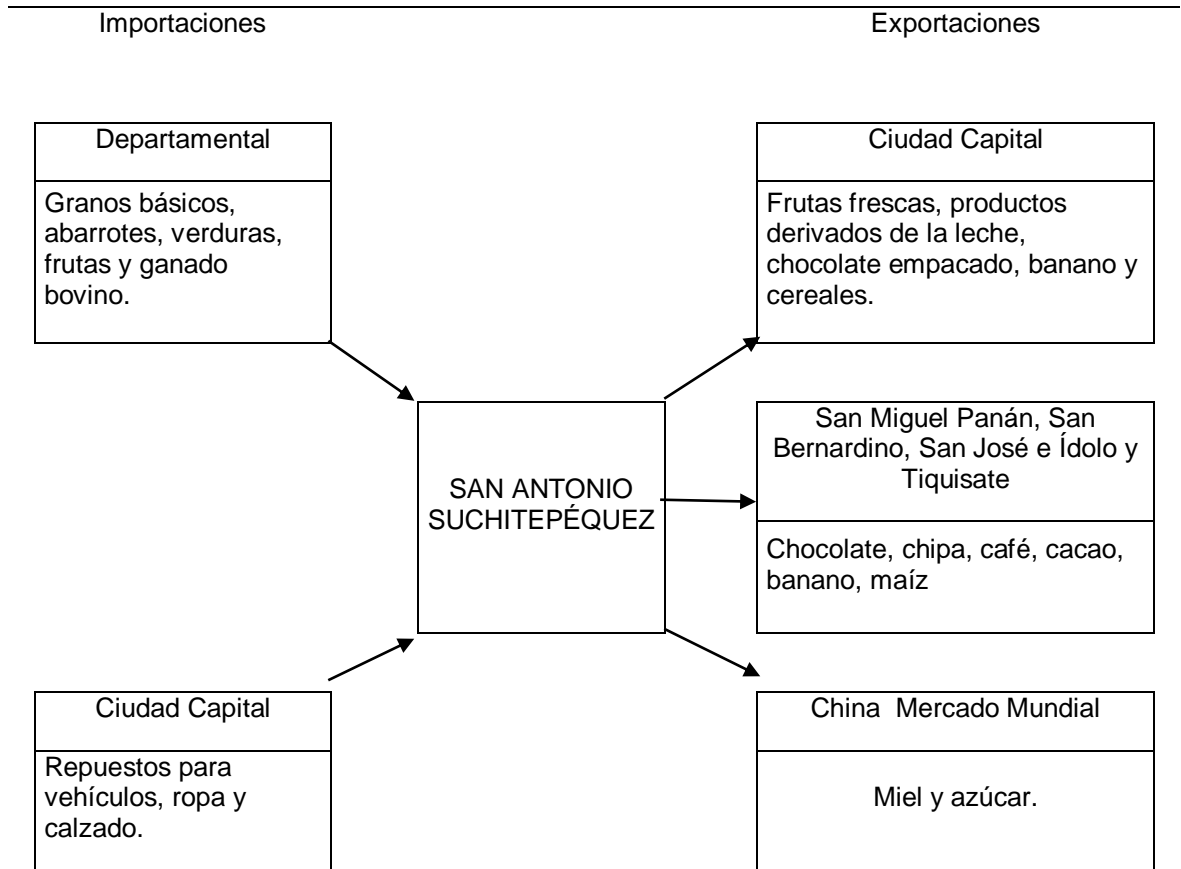 Importaciones
Exportaciones
Departamental
Granos básicos,
abarrotes, verduras,
frutas y ganado
bovino.
Ciudad Capital
Frutas frescas, productos
derivados de la leche,
chocolate empacado, banano y
cereales.
SAN ANTONIO
SUCHITEPÉQUEZ
San Miguel Panán, San
Bernardino, San José e Ídolo y
Tiquisate
Chocolate, chipa, café, cacao,
banano, maíz
Ciudad Capital
Repuestos para
vehículos, ropa y
calzado.
China  Mercado Mundial
Miel y azúcar.